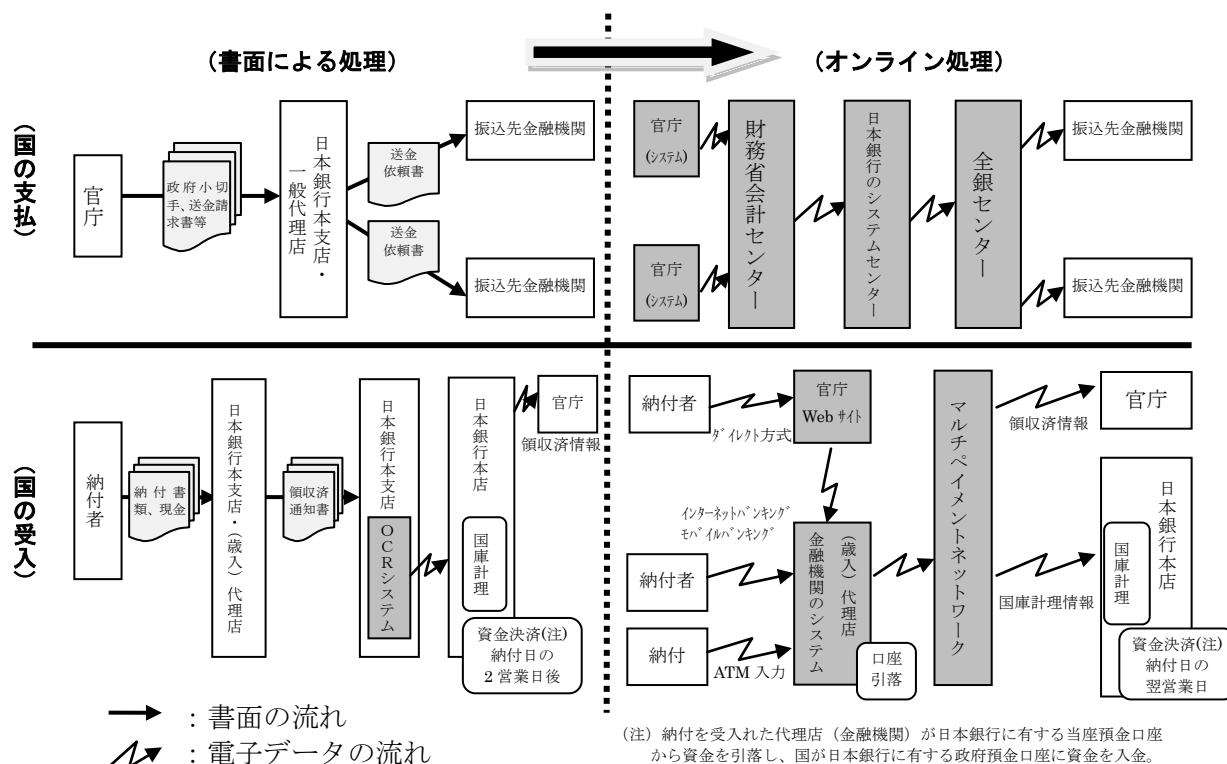 （書面による処理）
（オンライン処理）
（国の支払）
官庁
政府小切
手、送金請
求書等
日本銀行本支店・
一般代理店
送金
依頼書
送金
依頼書
振込先金融機関
振込先金融機関
官庁
(システム)
官庁
(システム)
財務省会計センター
日本銀行のシステムセンター
全銀センター
振込先金融機関
振込先金融機関
（国の受入）
納付者
納付書
類、現金
日本銀行本支店・（歳入）代理店
領収済
通知書
日本銀行本支店
OCRシステム
日本銀行本店
国庫計理
資金決済(注)
納付日の
2 営業日後
官庁
領収済情報
納付者
ダイレクト方式
官庁
Web サイト
インターネットバンキング
モバイルバンキング
納付者
納付
ATM 入力
（歳入）代理店
金融機関のシステム
口座
引落
マルチペイメントネットワーク
領収済情報
官庁
国庫計理情報
日本銀行本店
国庫計理
資金決済(注)
納付日の
翌営業日
：書面の流れ
：電子データの流れ
（注）納付を受入れた代理店（金融機関）が日本銀行に有する当座預金口座
から資金を引落し、国が日本銀行に有する政府預金口座に資金を入金。